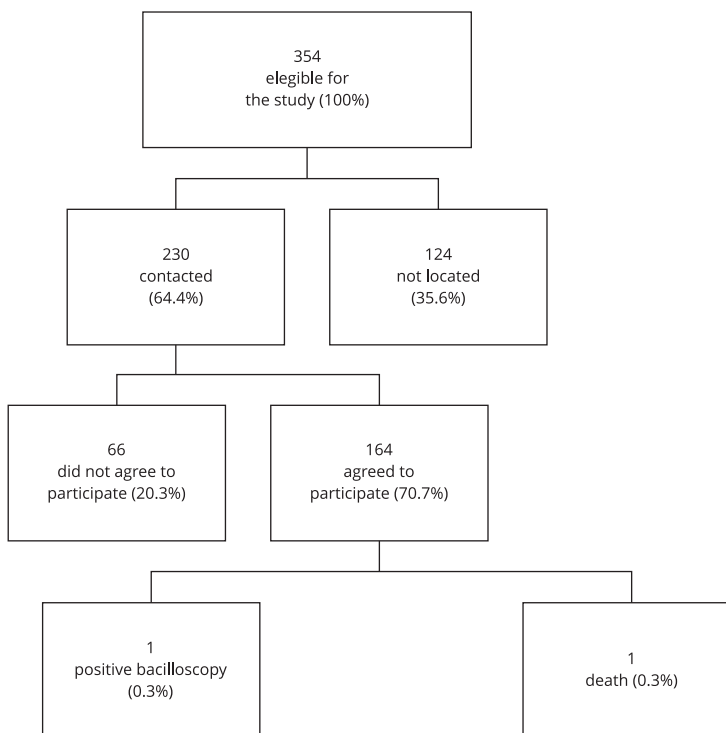 354
elegible for
the study (100%)
230
contacted
(64.4%)
124
not located
(35.6%)
66
did not agree to
participate (20.3%)
164
agreed to
participate (70.7%)
1
positive bacilloscopy
(0.3%)
1
death (0.3%)